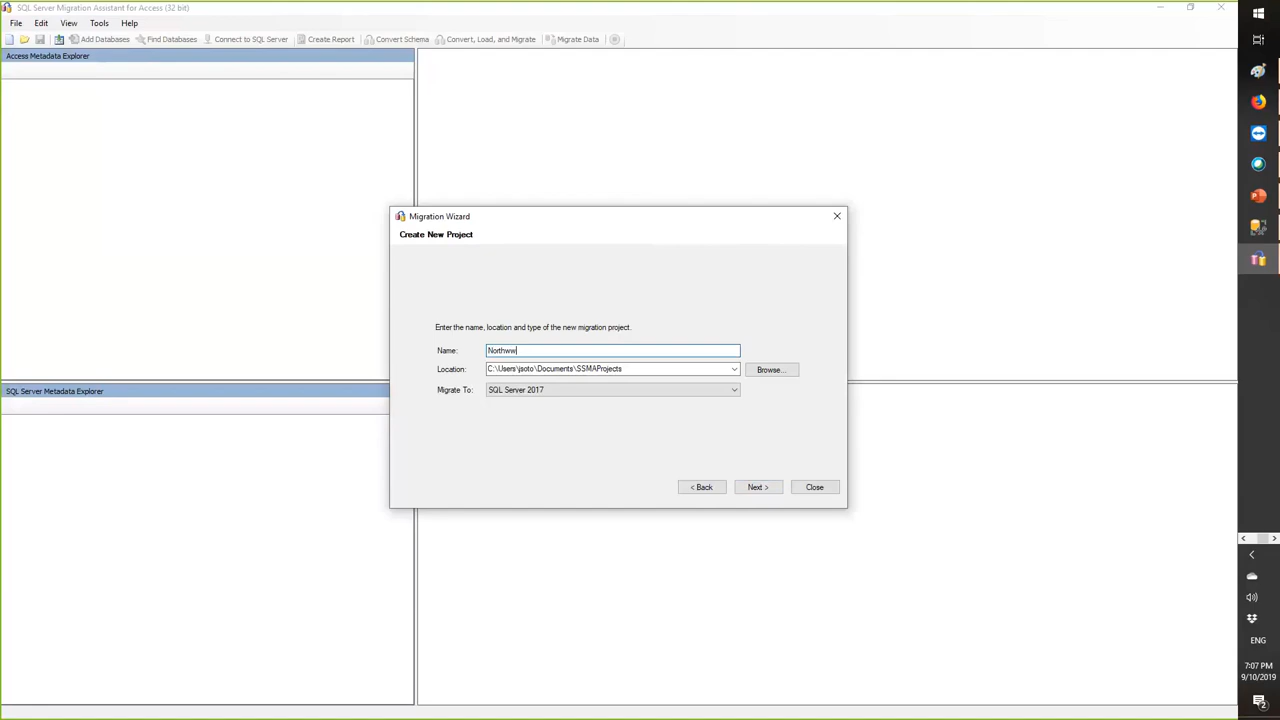 SQL Server Migration Assistant for Access (32 bit)
File Edit View Tools Help
Add Databases Find Databases Connect to SQL Server Create Report Convert Schema Convert, Load, and Migrate Migrate Data
Access Metadata Explorer
Migration Wizard
Create New Project
Enter the name, location and type of the new migration project.
Name: Northww
Location: C:\Users\jsoto\Documents\SSMAProjects Browse...
Migrate To: SQL Server 2017
SQL Server Metadata Explorer
< Back Next > Close
ENG
7:07 PM
9/10/2019
2